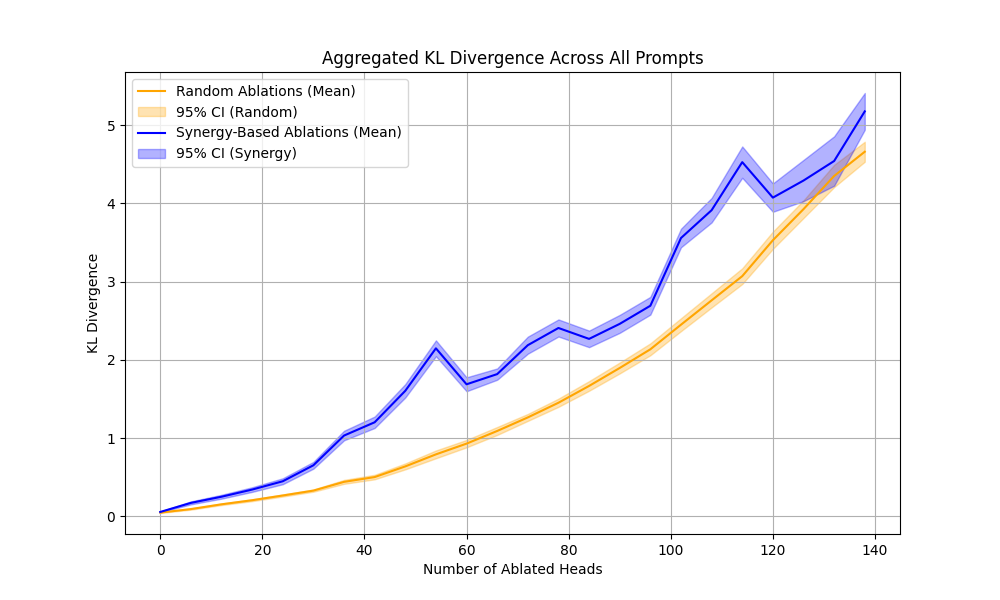 Aggregated KL Divergence Across All Prompts
Random Ablations (Mean)
95% CI (Random)
Synergy-Based Ablations (Mean)
95% CI (Synergy)
KL Divergence
5
4
3
2
1
0
0 20 40 60 80 100 120 140
Number of Ablated Heads